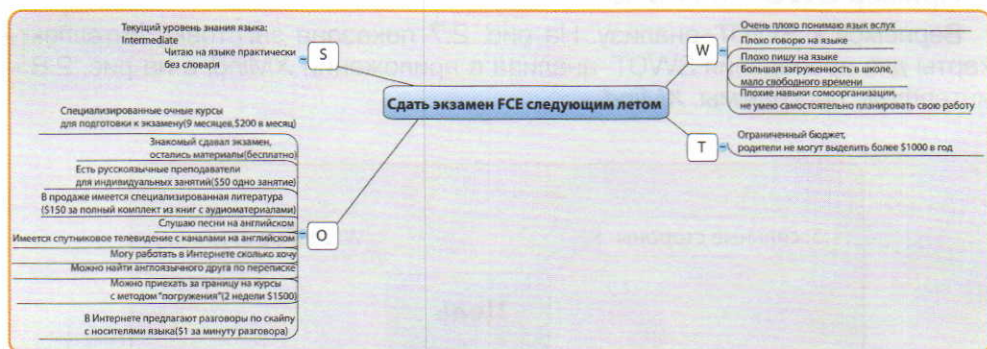 Сдать экзамен FCE следующим летом
S
Текущий уровень знания языка:
Intermediate
Читаю на языке практически
без словаря
W
Очень плохо понимаю язык вслух
Плохо говорю на языке
Плохо пишу на языке
Большая загруженность в школе,
мало свободного времени
Плохие навыки сомоорганизации,
не умею самостоятельно планировать свою работу
O
Специализированные очные курсы
для подготовки к экзамену(9 месяцев,$200 в месяц)
Знакомый сдавал экзамен,
остались материалы(бесплатно)
Есть русскоязычные преподаватели
для индивидуальных занятий($50 одно занятие)
В продаже имеется специализированная литература
($150 за полный комплект из книг с аудиоматериалами)
Слушаю песни на английском
Имеется спутниковое телевидение с каналами на английском
Могу работать в Интернете сколько хочу
Можно найти англоязычного друга по переписке
Можно приехать за границу на курсы
с методом "погружения"(2 недели $1500)
В Интернете предлагают разговоры по скайпу
с носителями языка($1 за минуту разговора)
T
Ограниченный бюджет,
родители не могут выделить более $1000 в год